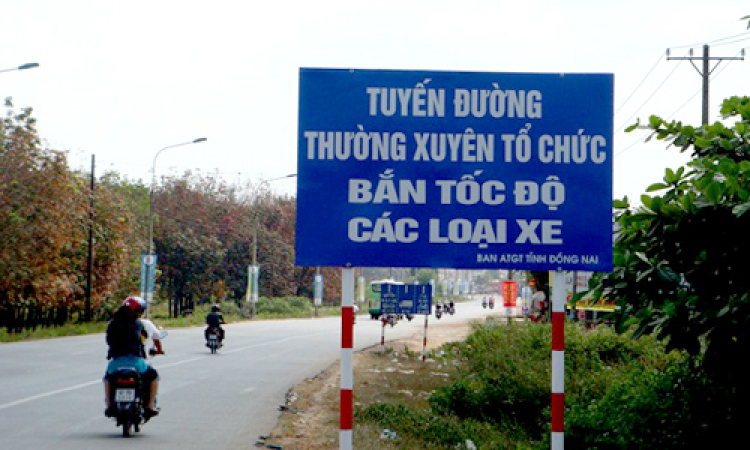 TUYẾN ĐƯỜNG
THƯỜNG XUYÊN TỔ CHỨC
BẮN TỐC ĐỘ
CÁC LOẠI XE
BAN ATGT TỈNH ĐỒNG NAI